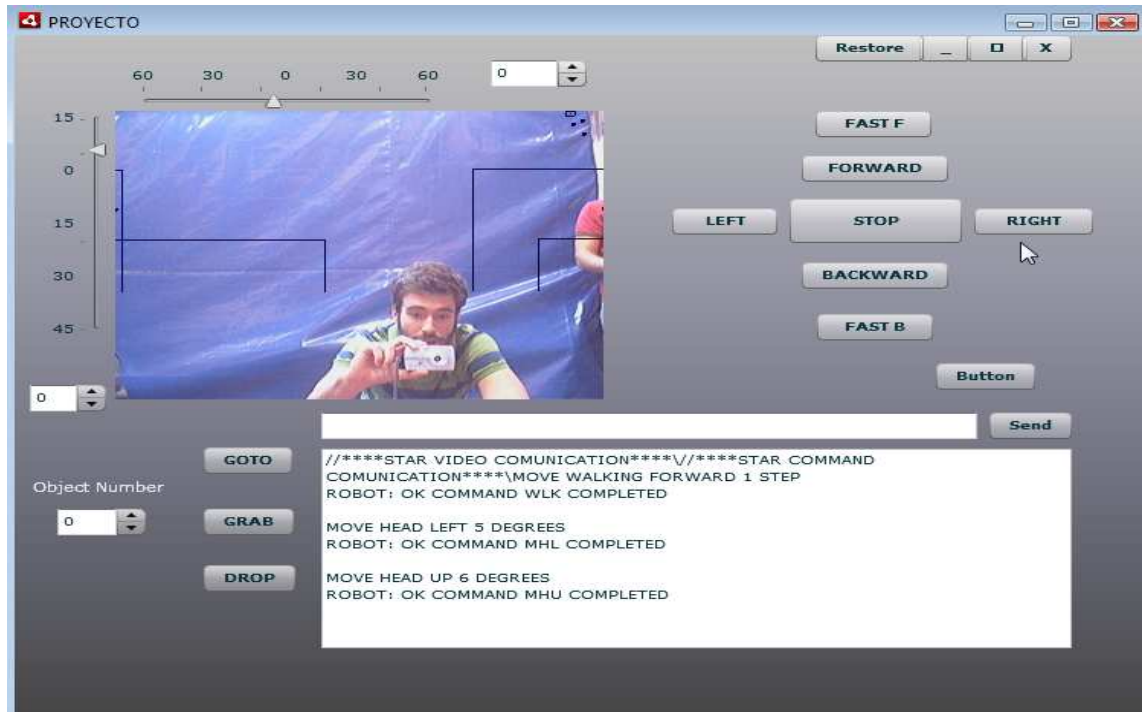 PROYECTO
Restore _ X
60 30 0 30 60 0
15
0
15
30
45
0
FAST F
FORWARD
LEFT STOP RIGHT
BACKWARD
FAST B
Button
Send
GOTO
Object Number
0
GRAB
DROP
//****STAR VIDEO COMUNICATION****\//****STAR COMMAND
COMUNICATION****\MOVE WALKING FORWARD 1 STEP
ROBOT: OK COMMAND WLK COMPLETED
MOVE HEAD LEFT 5 DEGREES
ROBOT: OK COMMAND MHL COMPLETED
MOVE HEAD UP 6 DEGREES
ROBOT: OK COMMAND MHU COMPLETED